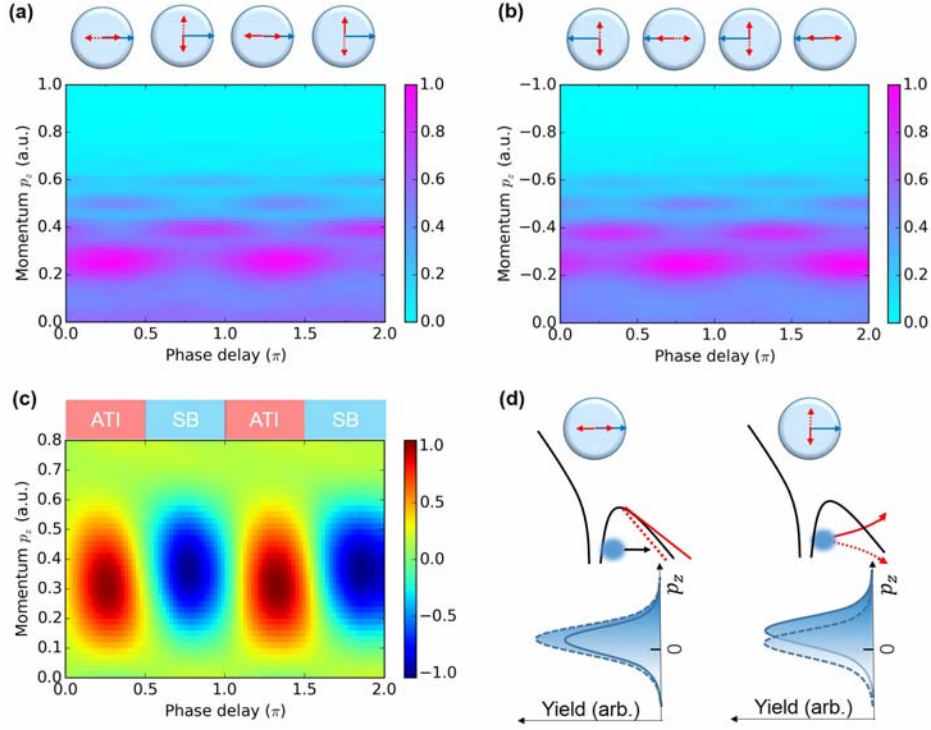 (a)
Momentum p_z (a.u.)
1.0
0.8
0.6
0.4
0.2
0.0
0.0 0.5 1.0 1.5 2.0
Phase delay (π)
1.0
0.8
0.6
0.4
0.2
0.0
(b)
Momentum p_z (a.u.)
−1.0
−0.8
−0.6
−0.4
−0.2
0.0
0.0 0.5 1.0 1.5 2.0
Phase delay (π)
1.0
0.8
0.6
0.4
0.2
0.0
(c)
ATI SB ATI SB
Momentum p_z (a.u.)
0.8
0.7
0.6
0.5
0.4
0.3
0.2
0.1
0.0
0.0 0.5 1.0 1.5 2.0
Phase delay (π)
1.0
0.5
0.0
−0.5
−1.0
(d)
p_z
0
Yield (arb.)
p_z
0
Yield (arb.)